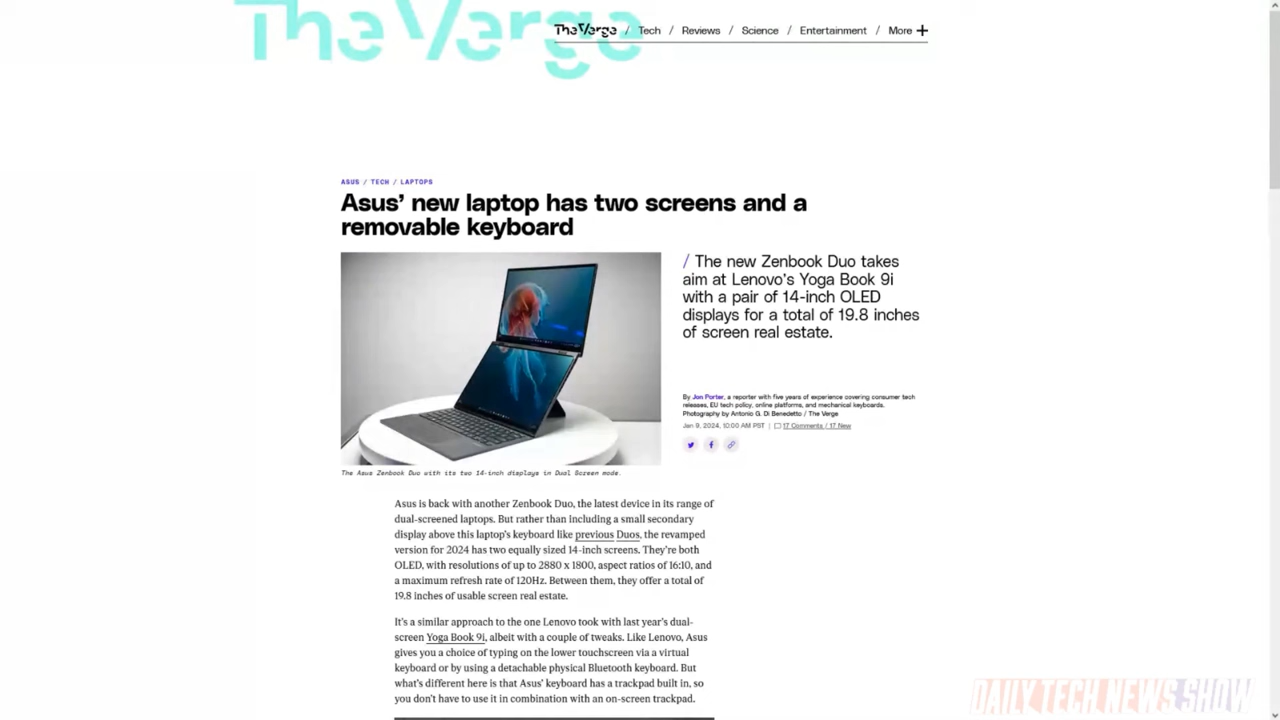 The Verge
The Verge / Tech / Reviews / Science / Entertainment / More +
ASUS / TECH / LAPTOPS
Asus’ new laptop has two screens and a
removable keyboard
/ The new Zenbook Duo takes
aim at Lenovo’s Yoga Book 9i
with a pair of 14-inch OLED
displays for a total of 19.8 inches
of screen real estate.
By Jon Porter, a reporter with five years of experience covering consumer tech
releases, EU tech policy, online platforms, and mechanical keyboards.
Photography by Antonio G. Di Benedetto / The Verge
Jan 9, 2024, 10:00 AM PST | 17 Comments / 17 New
The Asus Zenbook Duo with its two 14-inch displays in Dual Screen mode.
Asus is back with another Zenbook Duo, the latest device in its range of
dual-screened laptops. But rather than including a small secondary
display above this laptop’s keyboard like previous Duos, the revamped
version for 2024 has two equally sized 14-inch screens. They’re both
OLED, with resolutions of up to 2880 x 1800, aspect ratios of 16:10, and
a maximum refresh rate of 120Hz. Between them, they offer a total of
19.8 inches of usable screen real estate.
It’s a similar approach to the one Lenovo took with last year’s dual-
screen Yoga Book 9i, albeit with a couple of tweaks. Like Lenovo, Asus
gives you a choice of typing on the lower touchscreen via a virtual
keyboard or by using a detachable physical Bluetooth keyboard. But
what’s different here is that Asus’ keyboard has a trackpad built in, so
you don’t have to use it in combination with an on-screen trackpad.
DAILY TECH NEWS SHOW